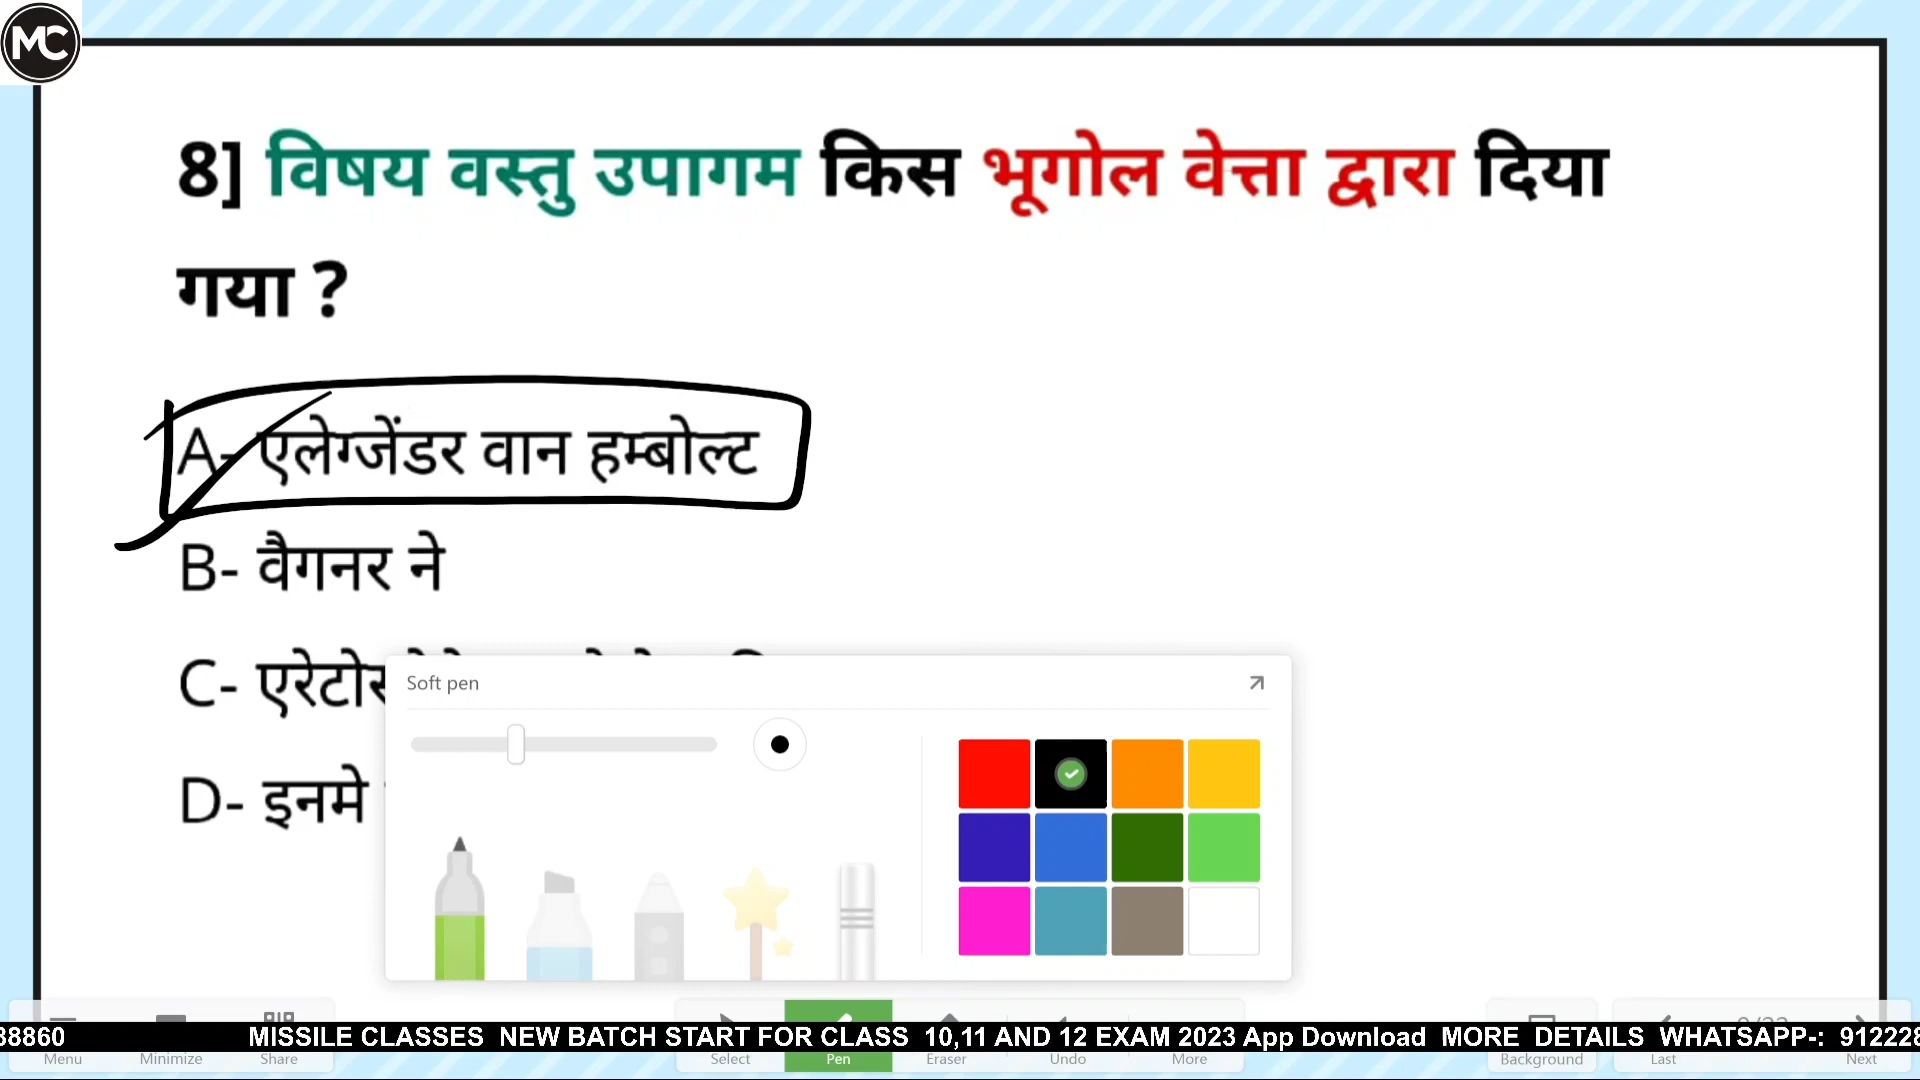 MC
8] विषय वस्तु उपागम किस भूगोल वेत्ता द्वारा दिया
गया ?
A- एलेग्जेंडर वान हम्बोल्ट
B- वैगनर ने
C-
D- इनमे
Soft pen
38860 MISSILE CLASSES NEW BATCH START FOR CLASS 10,11 AND 12 EXAM 2023 App Download MORE DETAILS WHATSAPP-: 912228
Menu Minimize Share Select Pen Eraser Undo More Background Last Next